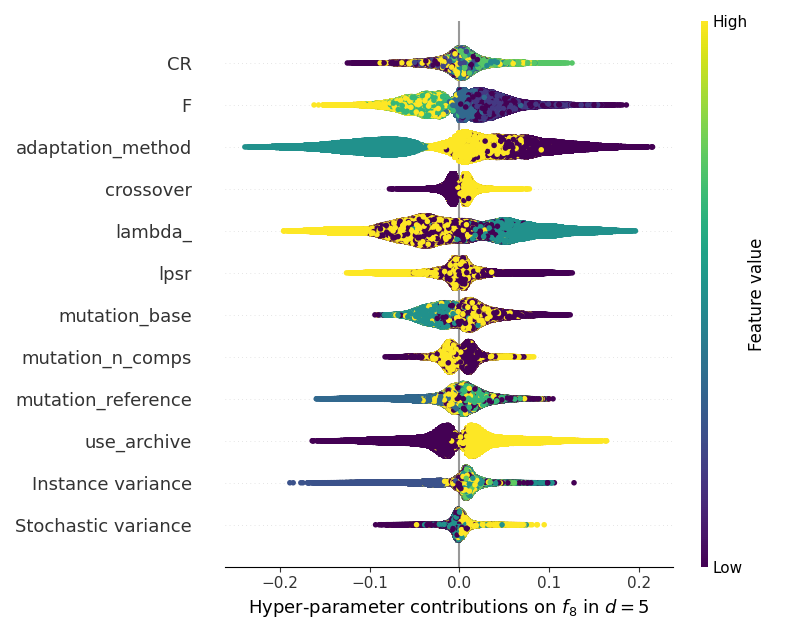 High
CR
F
adaptation_method
crossover
lambda_
lpsr
mutation_base
mutation_n_comps
mutation_reference
use_archive
Instance variance
Stochastic variance
Feature value
Low
−0.2 −0.1 0.0 0.1 0.2
Hyper-parameter contributions on f₈ in d = 5